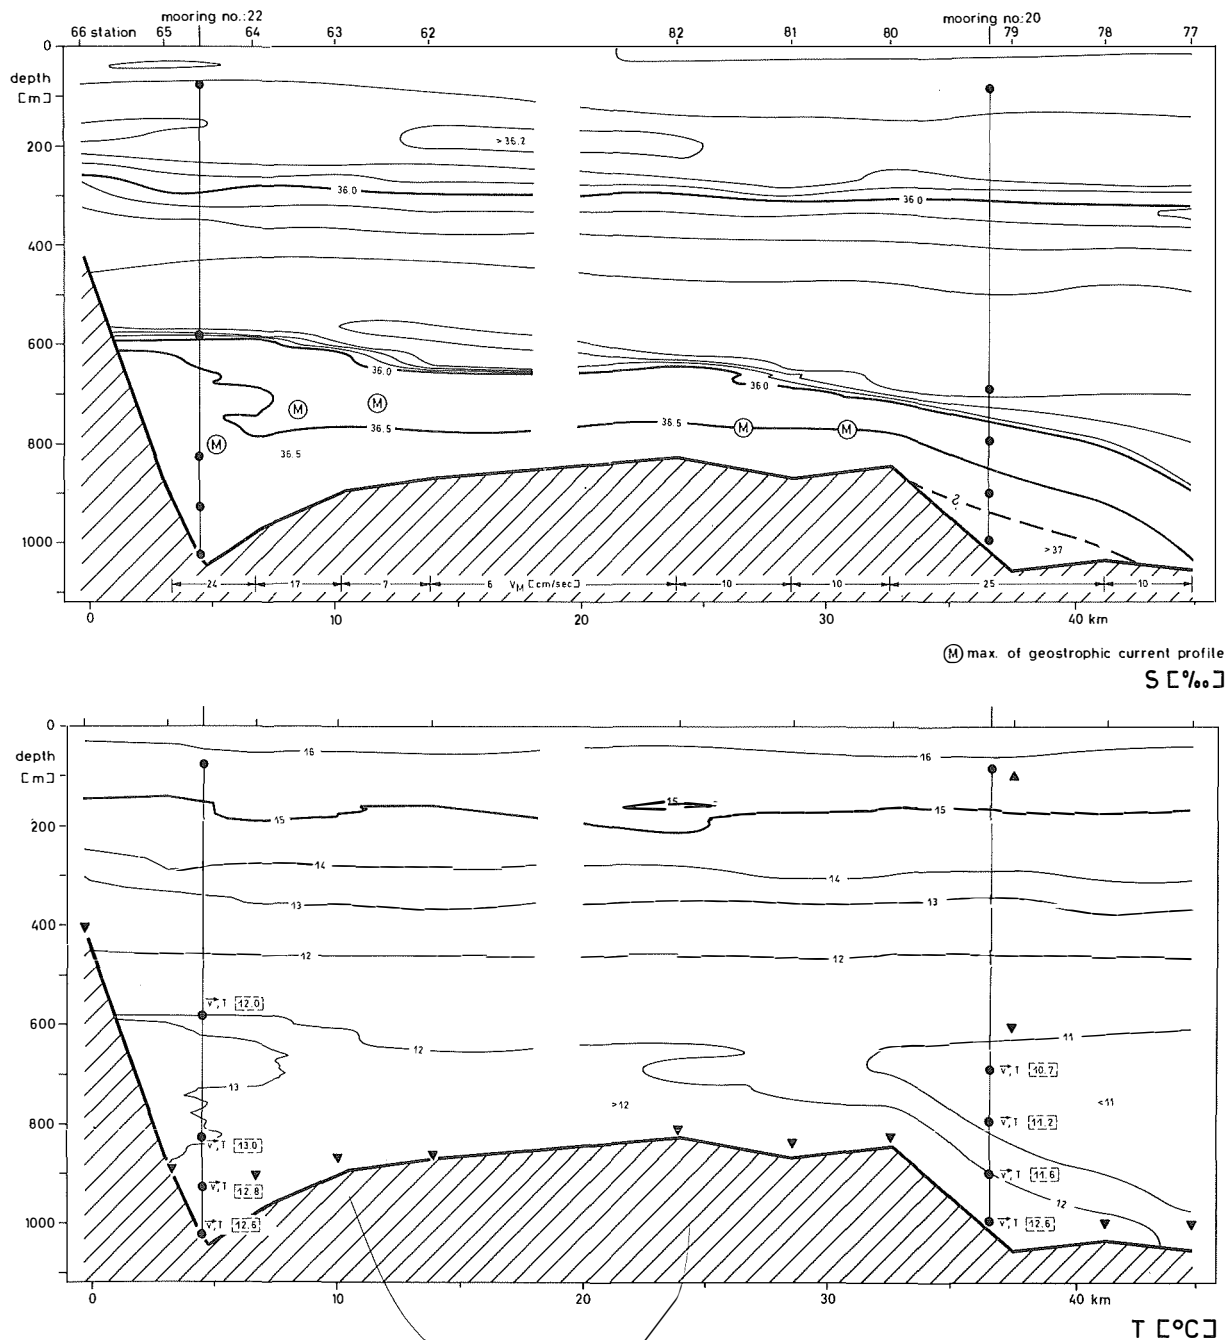 mooring no.:22 mooring no:20
66 station 65 64 63 62 82 81 80 79 78 77
0
depth
[m]
200
400
600
800
1000
>36.2
36.0
36.0
36.0
36.0
36.5
36.5
36.5
M M M M M
?
>37
24 17 7 6 V_M [cm/sec] 10 10 25 10
0 10 20 30 40 km
M max. of geostrophic current profile
S [‰]
0
depth
[m]
200
400
600
800
1000
16 16
15 15 15
14 14
13 13
12 12
v,T 12.0
12
11
v,T 10.7
13
>12
<11
v,T 11.2
v,T 13.0
v,T 11.6
v,T 12.8
12
v,T 12.6
v,T 12.6
0 10 20 30 40 km
T [°C]